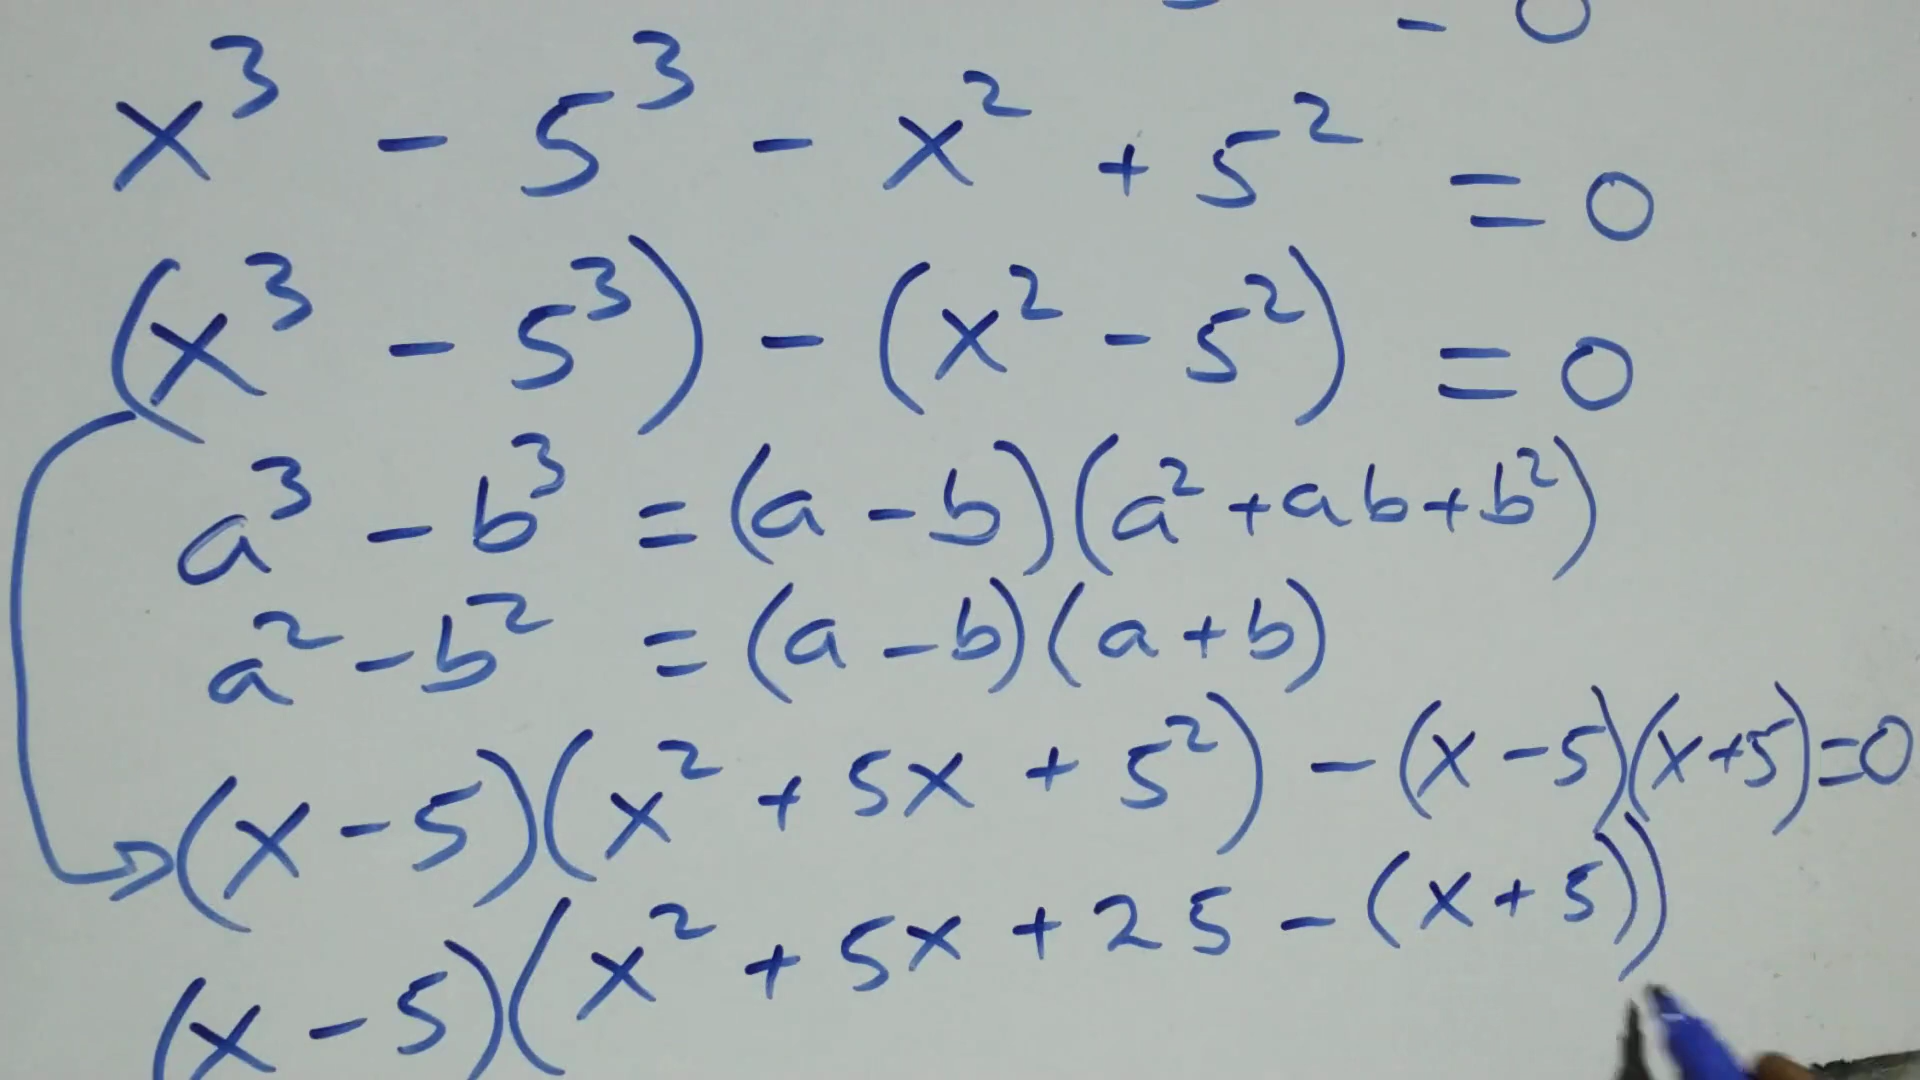 - 0
x³ - 5³ - x² + 5² = 0
(x³ - 5³) - (x² - 5²) = 0
a³ - b³ = (a - b)(a² + ab + b²)
a² - b² = (a - b)(a + b)
(x - 5)(x² + 5x + 5²) - (x - 5)(x + 5) = 0
(x - 5)(x² + 5x + 25 - (x + 5))